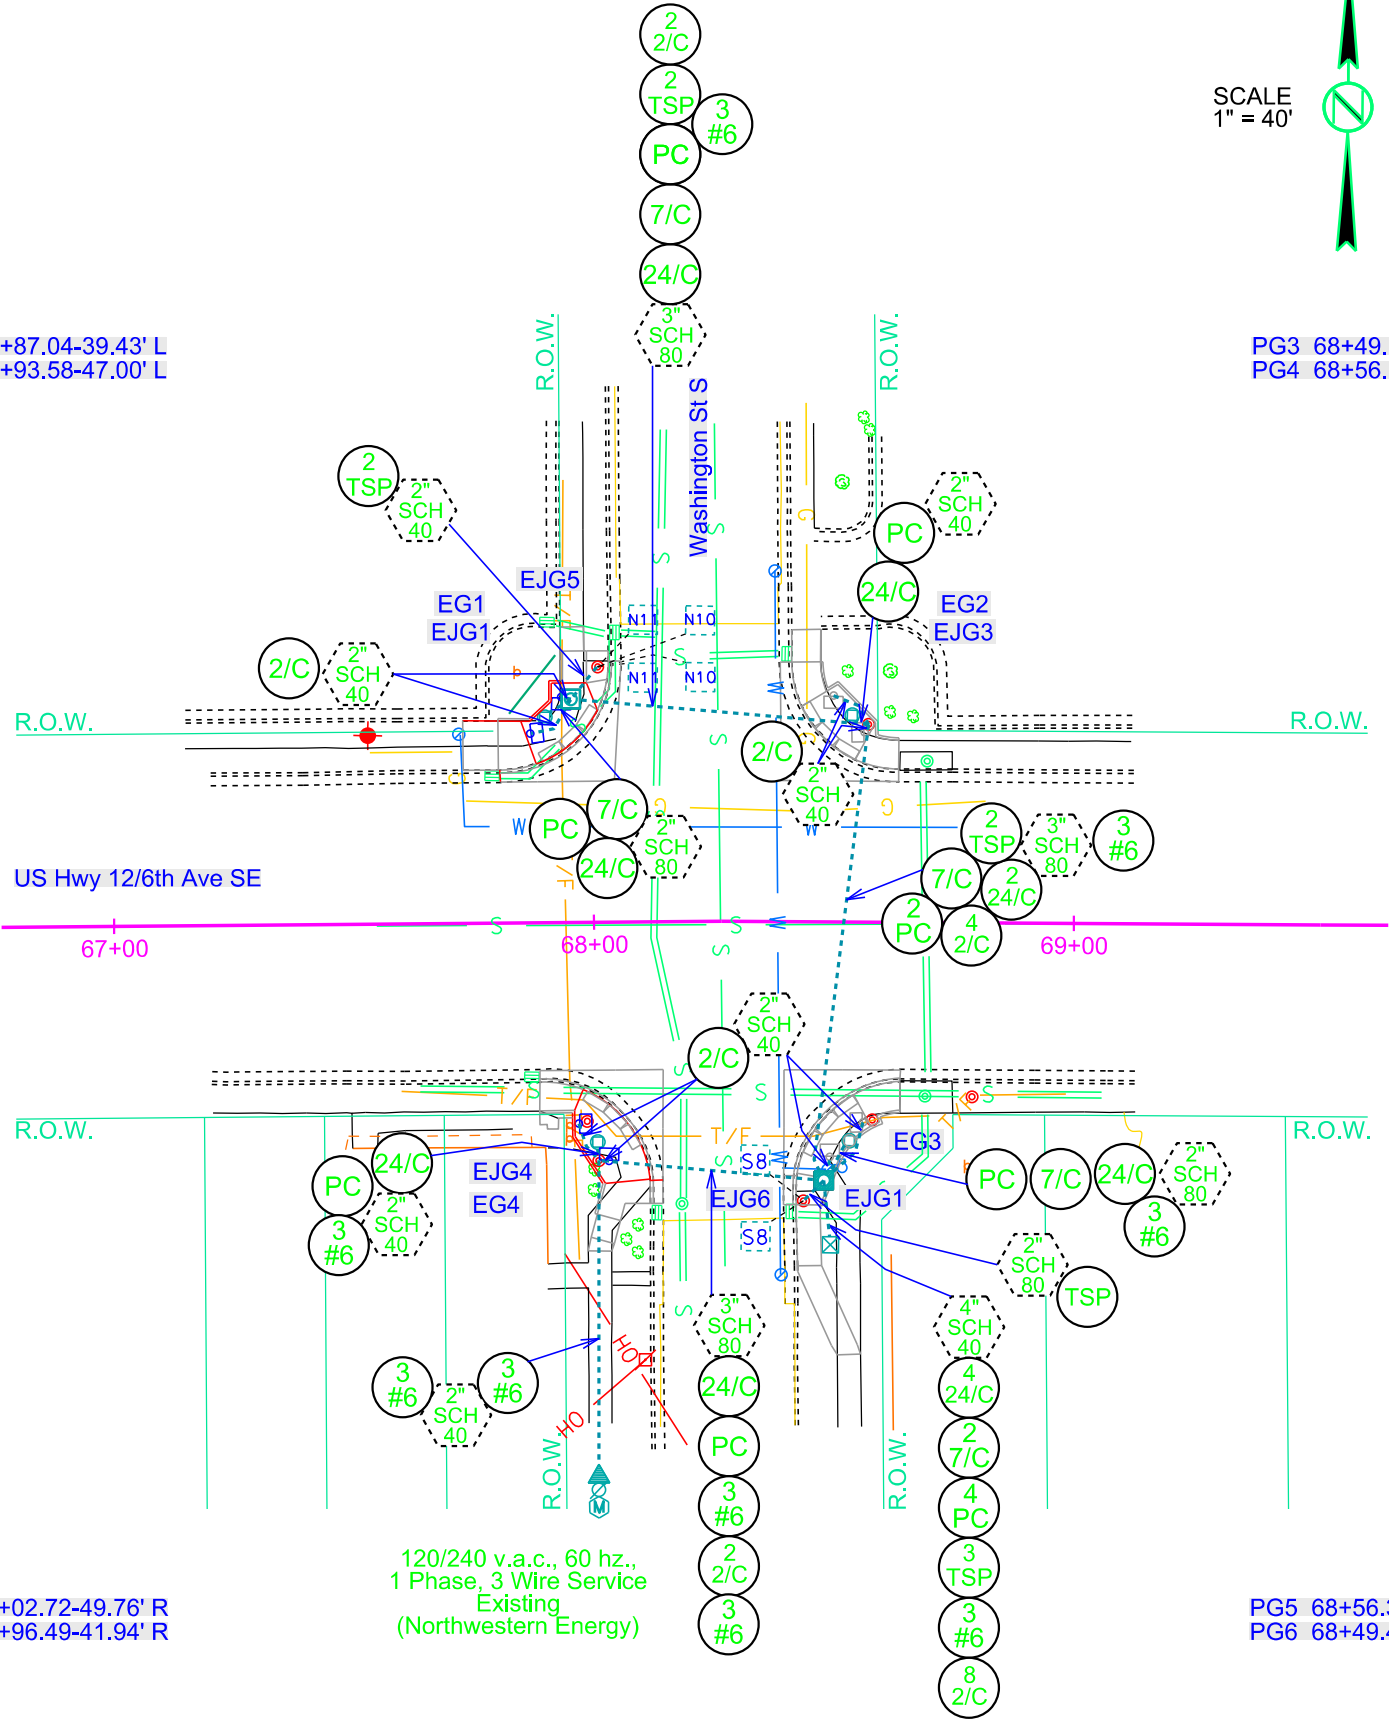 2
2/C
2
TSP
3
#6
PC
7/C
24/C
3"
SCH
80
SCALE
1" = 40'
N
+87.04-39.43' L
+93.58-47.00' L
PG3 68+49.
PG4 68+56.
R.O.W.
R.O.W.
Washington St S
2
TSP
2"
SCH
40
2"
SCH
40
PC
24/C
EJG5
EG1
EJG1
EG2
EJG3
N11
N10
N11
N10
2/C
2"
SCH
40
R.O.W.
R.O.W.
2/C
2"
SCH
40
7/C
PC
24/C
2"
SCH
80
2
TSP
3"
SCH
80
3
#6
7/C
2
24/C
2
PC
4
2/C
US Hwy 12/6th Ave SE
67+00
68+00
69+00
2"
SCH
40
2/C
T/F
T/F
T/F
T/F
R.O.W.
R.O.W.
24/C
PC
2"
SCH
40
3
#6
EJG4
EG4
S8
S8
EJG6
EJG1
EG3
PC
7/C
24/C
2"
SCH
80
3
#6
2"
SCH
80
TSP
3"
SCH
80
24/C
PC
3
#6
2
2/C
3
#6
4"
SCH
40
4
24/C
2
7/C
4
PC
3
TSP
3
#6
8
2/C
OH
OH
3
#6
2"
SCH
40
3
#6
R.O.W.
R.O.W.
M
120/240 v.a.c., 60 hz.,
1 Phase, 3 Wire Service
Existing
(Northwestern Energy)
+02.72-49.76' R
+96.49-41.94' R
PG5 68+56.
PG6 68+49.